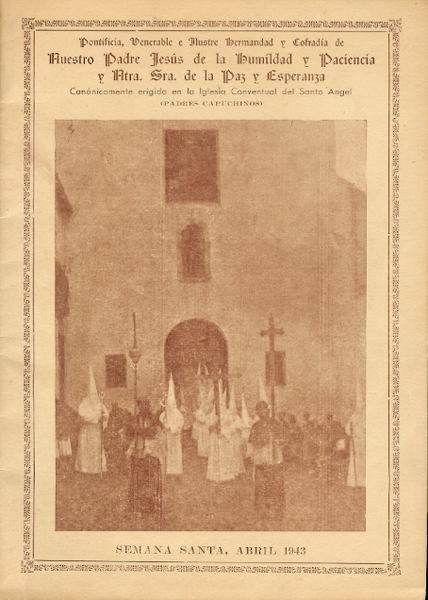 Pontificia, Venerable e Ilustre Hermandad y Cofradía de
Nuestro Padre Jesús de la Humildad y Paciencia
y Ntra. Sra. de la Paz y Esperanza
Canónicamente erigida en la Iglesia Conventual del Santo Angel
(PADRES CAPUCHINOS)
SEMANA SANTA, ABRIL 1943